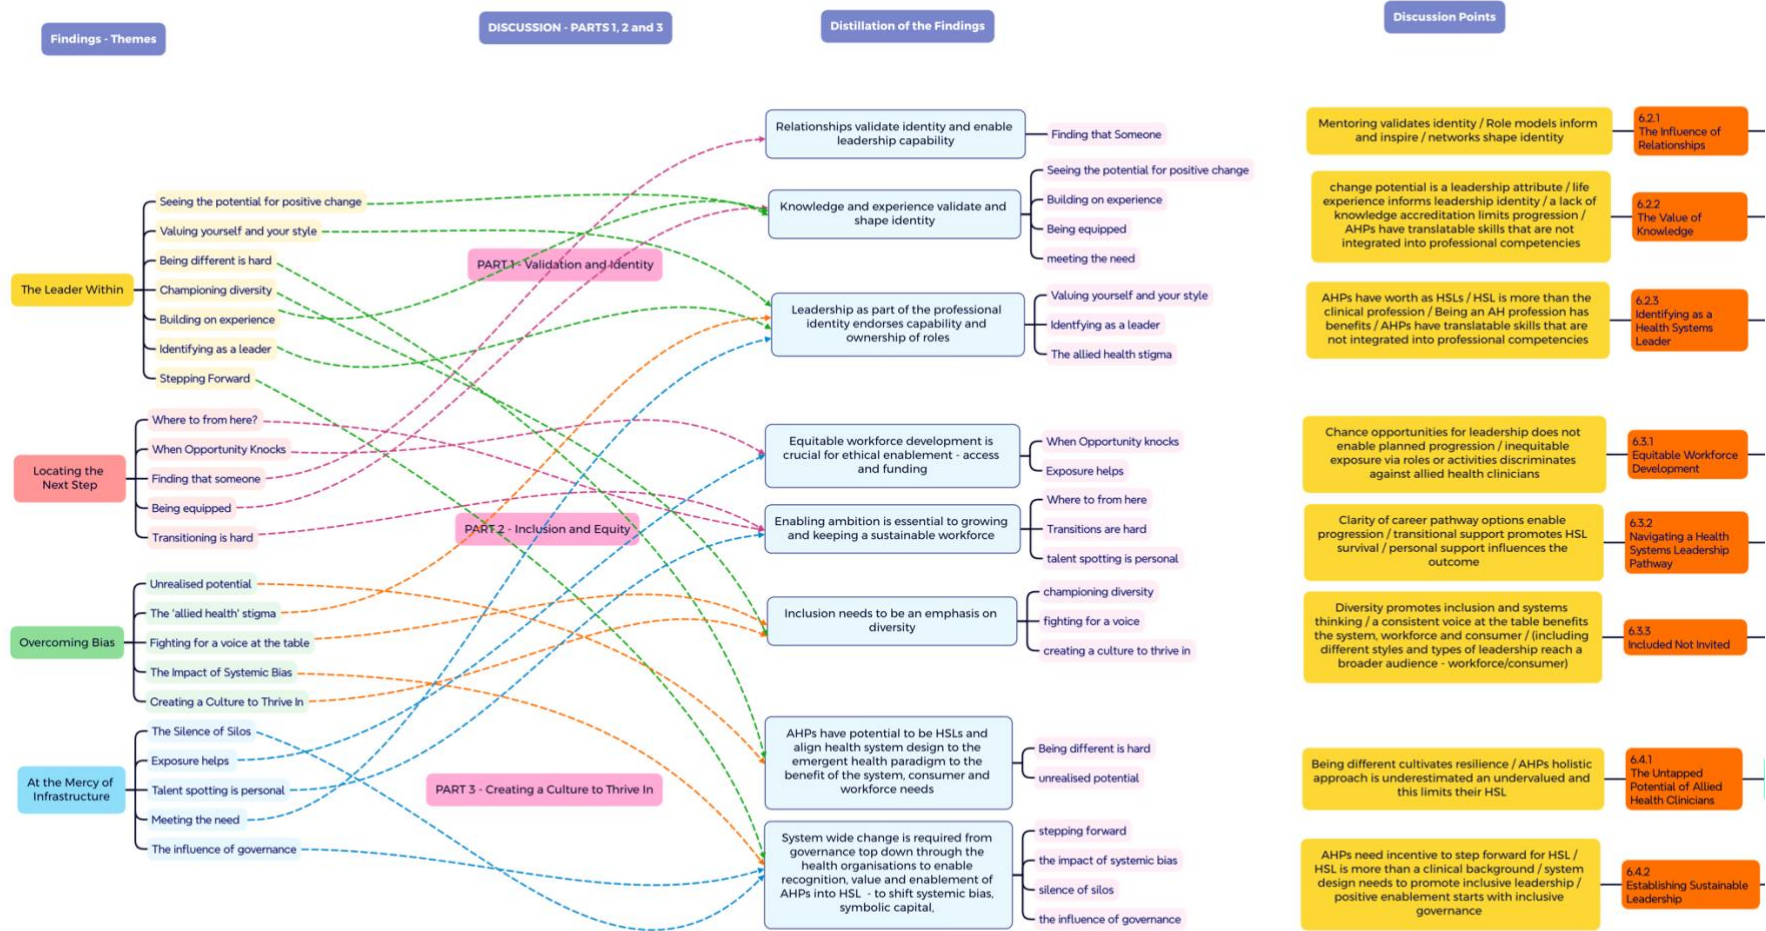 Findings - Themes
DISCUSSION - PARTS 1, 2 and 3
Distillation of the Findings
Discussion Points
The Leader Within
Seeing the potential for positive change
Valuing yourself and your style
Being different is hard
Championing diversity
Building on experience
Identifying as a leader
Stepping Forward
Locating the
Next Step
Where to from here?
When Opportunity Knocks
Finding that someone
Being equipped
Transitioning is hard
Overcoming Bias
Unrealised potential
The 'allied health' stigma
Fighting for a voice at the table
The Impact of Systemic Bias
Creating a Culture to Thrive In
At the Mercy of
Infrastructure
The Silence of Silos
Exposure helps
Talent spotting is personal
Meeting the need
The influence of governance
PART 1 - Validation and Identity
PART 2 - Inclusion and Equity
PART 3 - Creating a Culture to Thrive In
Relationships validate identity and enable
leadership capability
Finding that Someone
Knowledge and experience validate and
shape identity
Seeing the potential for positive change
Building on experience
Being equipped
meeting the need
Leadership as part of the professional
identity endorses capability and
ownership of roles
Valuing yourself and your style
Identfying as a leader
The allied health stigma
Equitable workforce development is
crucial for ethical enablement - access
and funding
When Opportunity knocks
Exposure helps
Enabling ambition is essential to growing
and keeping a sustainable workforce
Where to from here
Transitions are hard
talent spotting is personal
Inclusion needs to be an emphasis on
diversity
championing diversity
fighting for a voice
creating a culture to thrive in
AHPs have potential to be HSLs and
align health system design to the
emergent health paradigm to the
benefit of the system, consumer and
workforce needs
Being different is hard
unrealised potential
System wide change is required from
governance top down through the
health organisations to enable
recognition, value and enablement of
AHPs into HSL - to shift systemic bias,
symbolic capital,
stepping forward
the impact of systemic bias
silence of silos
the influence of governance
Mentoring validates identity / Role models inform
and inspire / networks shape identity
6.2.1
The Influence of
Relationships
change potential is a leadership attribute / life
experience informs leadership identity / a lack of
knowledge accreditation limits progression /
AHPs have translatable skills that are not
integrated into professional competencies
6.2.2
The Value of
Knowledge
AHPs have worth as HSLs / HSL is more than the
clinical profession / Being an AH profession has
benefits / AHPs have translatable skills that are
not integrated into professional competencies
6.2.3
Identifying as a
Health Systems
Leader
Chance opportunities for leadership does not
enable planned progression / inequitable
exposure via roles or activities discriminates
against allied health clinicians
6.3.1
Equitable Workforce
Development
Clarity of career pathway options enable
progression / transitional support promotes HSL
survival / personal support influences the
outcome
6.3.2
Navigating a Health
Systems Leadership
Pathway
Diversity promotes inclusion and systems
thinking / a consistent voice at the table benefits
the system, workforce and consumer / (including
different styles and types of leadership reach a
broader audience - workforce/consumer)
6.3.3
Included Not Invited
Being different cultivates resilience / AHPs holistic
approach is underestimated an undervalued and
this limits their HSL
6.4.1
The Untapped
Potential of Allied
Health Clinicians
AHPs need incentive to step forward for HSL /
HSL is more than a clinical background / system
design needs to promote inclusive leadership /
positive enablement starts with inclusive
governance
6.4.2
Establishing Sustainable
Leadership